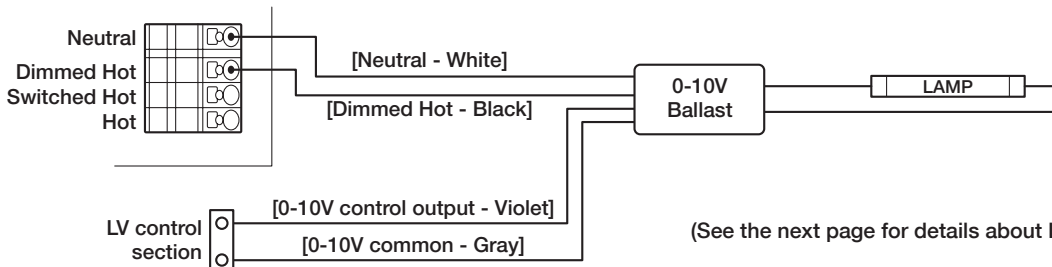 Neutral
Dimmed Hot
Switched Hot
Hot
[Neutral - White]
[Dimmed Hot - Black]
0-10V
Ballast
LAMP
LV control
section
[0-10V control output - Violet]
[0-10V common - Gray]
(See the next page for details about